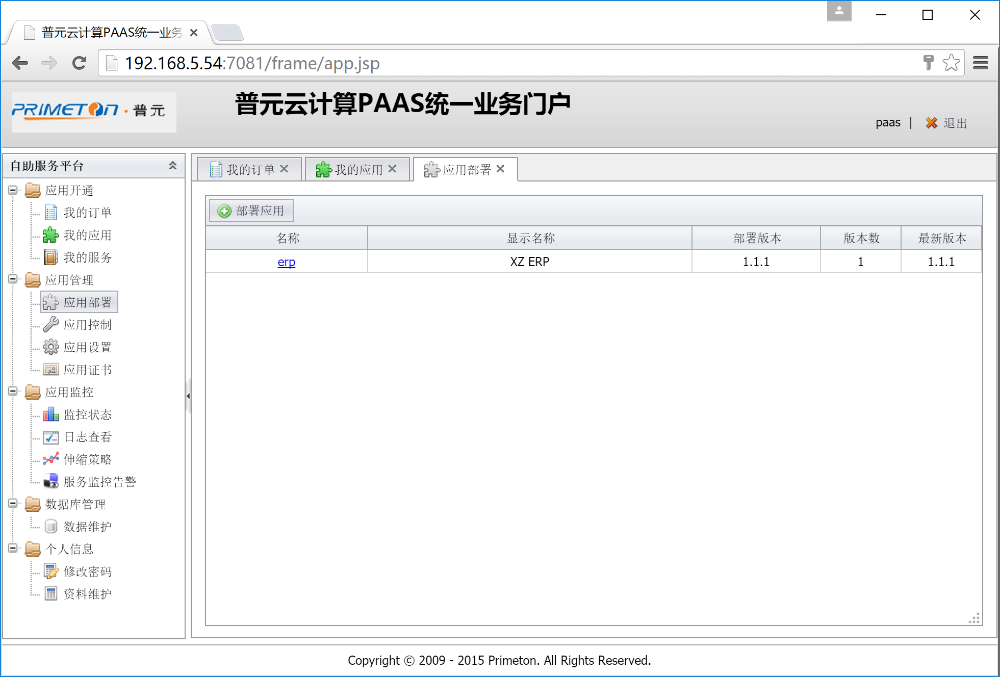 普元云计算PAAS统一业务
192.168.5.54:7081/frame/app.jsp
PRIMETON·普元
普元云计算PAAS统一业务门户
paas | 退出
自助服务平台
应用开通
我的订单
我的应用
我的服务
应用管理
应用部署
应用控制
应用设置
应用证书
应用监控
监控状态
日志查看
伸缩策略
服务监控告警
数据库管理
数据维护
个人信息
修改密码
资料维护
我的订单 我的应用 应用部署
部署应用
名称 显示名称 部署版本 版本数 最新版本
erp XZ ERP 1.1.1 1 1.1.1
Copyright © 2009 - 2015 Primeton. All Rights Reserved.